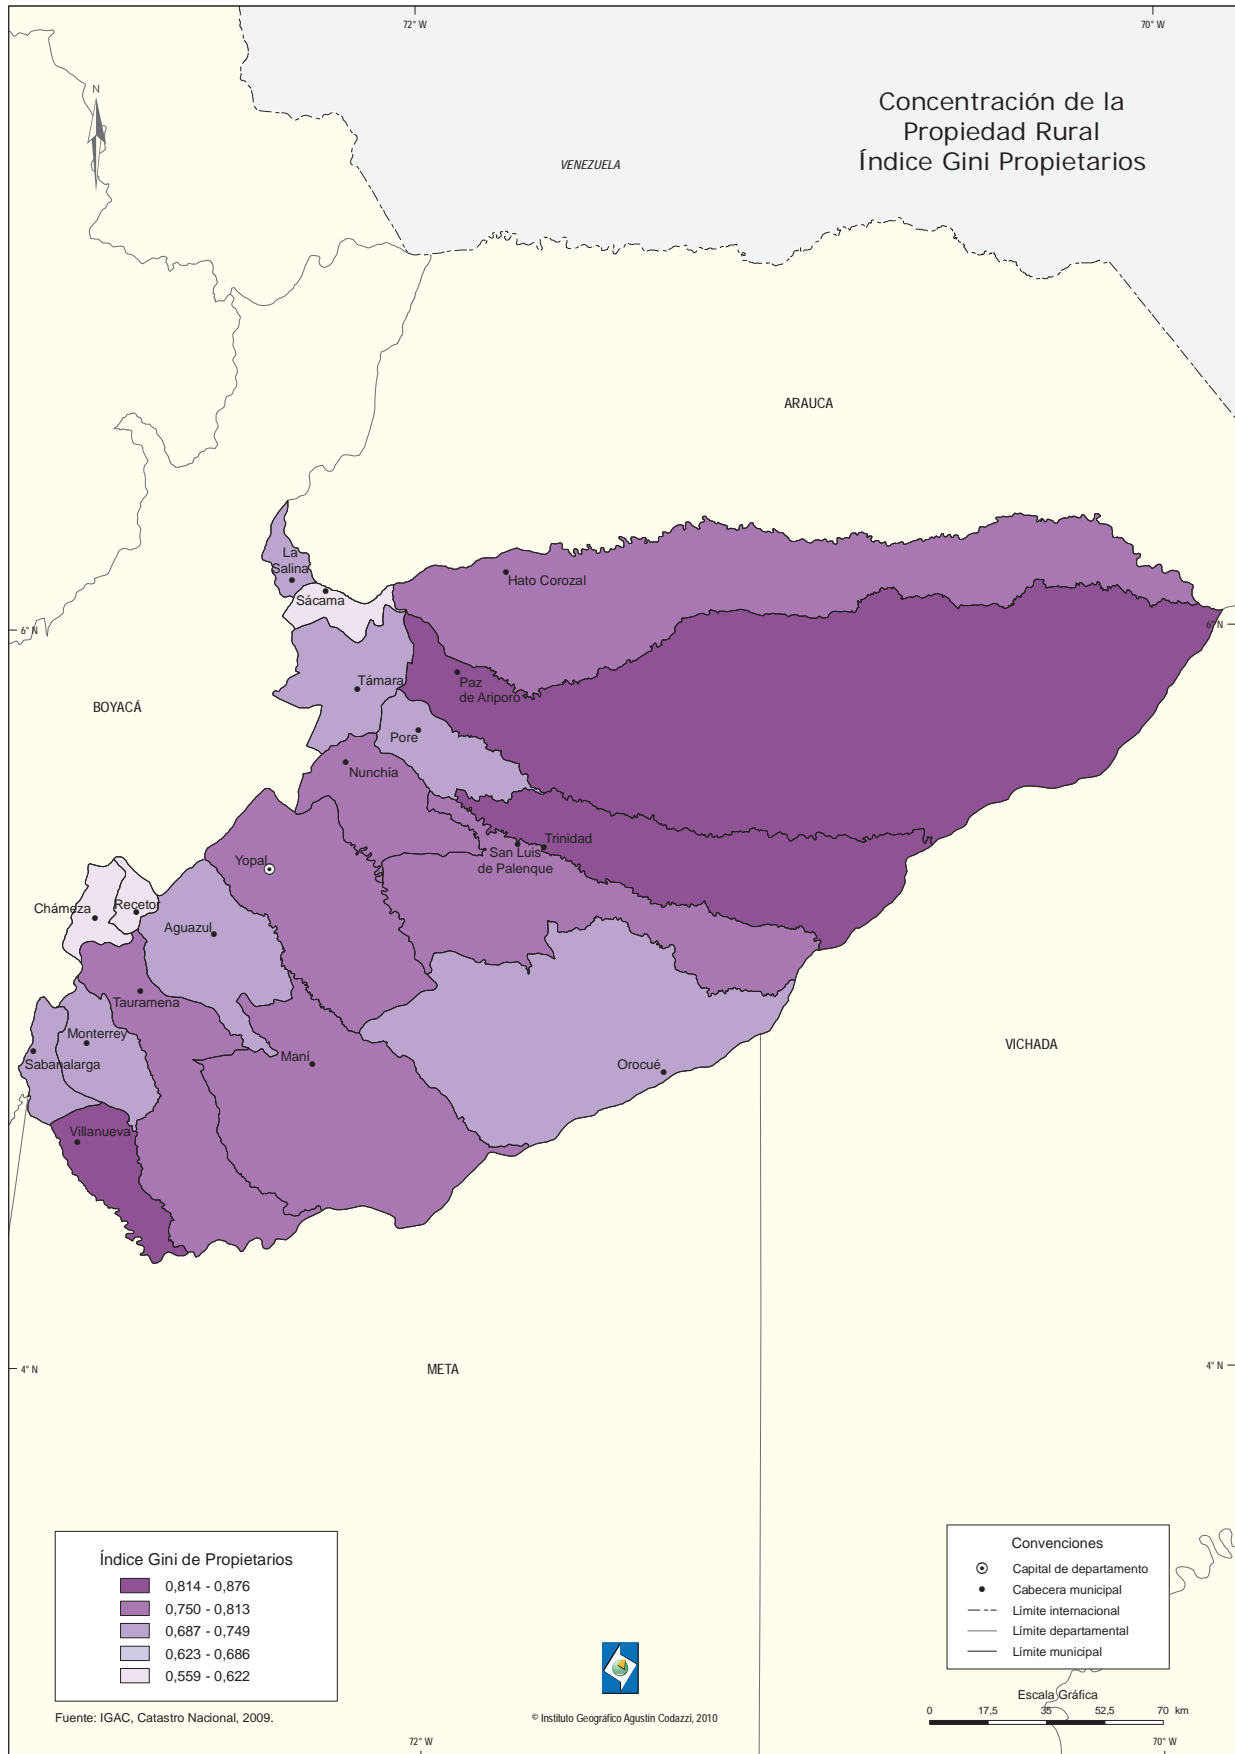 72° W
70° W
N
Concentración de la
Propiedad Rural
Índice Gini Propietarios
VENEZUELA
ARAUCA
La
Salina
Hato Corozal
Sácama
6° N
6° N
Támara
Paz
de Ariporo
BOYACÁ
Pore
Nunchía
Trinidad
San Luis
de Palenque
Yopal
Chámeza
Recetor
Aguazul
Tauramena
Monterrey
Sabanalarga
Maní
Orocué
VICHADA
Villanueva
4° N
4° N
META
Índice Gini de Propietarios
0,814 - 0,876
0,750 - 0,813
0,687 - 0,749
0,623 - 0,686
0,559 - 0,622
Convenciones
Capital de departamento
Cabecera municipal
Límite internacional
Límite departamental
Límite municipal
Escala Gráfica
0 17,5 35 52,5 70 km
Fuente: IGAC, Catastro Nacional, 2009.
© Instituto Geográfico Agustín Codazzi, 2010
72° W
70° W